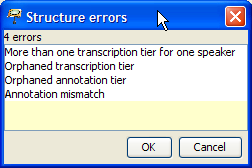 Structure errors
4 errors
More than one transcription tier for one speaker
Orphaned transcription tier
Orphaned annotation tier
Annotation mismatch
OK Cancel